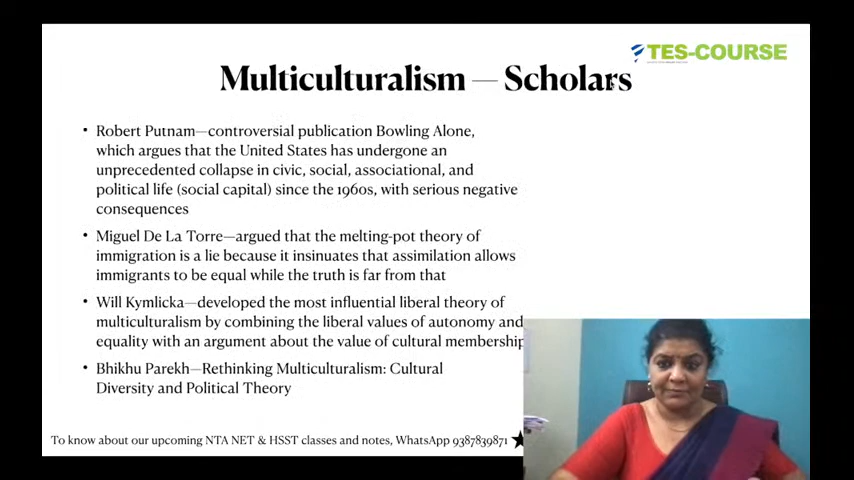 TES-COURSE
Multiculturalism — Scholars
• Robert Putnam—controversial publication Bowling Alone,
which argues that the United States has undergone an
unprecedented collapse in civic, social, associational, and
political life (social capital) since the 1960s, with serious negative
consequences
• Miguel De La Torre—argued that the melting-pot theory of
immigration is a lie because it insinuates that assimilation allows
immigrants to be equal while the truth is far from that
• Will Kymlicka—developed the most influential liberal theory of
multiculturalism by combining the liberal values of autonomy and
equality with an argument about the value of cultural membership
• Bhikhu Parekh—Rethinking Multiculturalism: Cultural
Diversity and Political Theory
To know about our upcoming NTA NET & HSST classes and notes, WhatsApp 9387839871